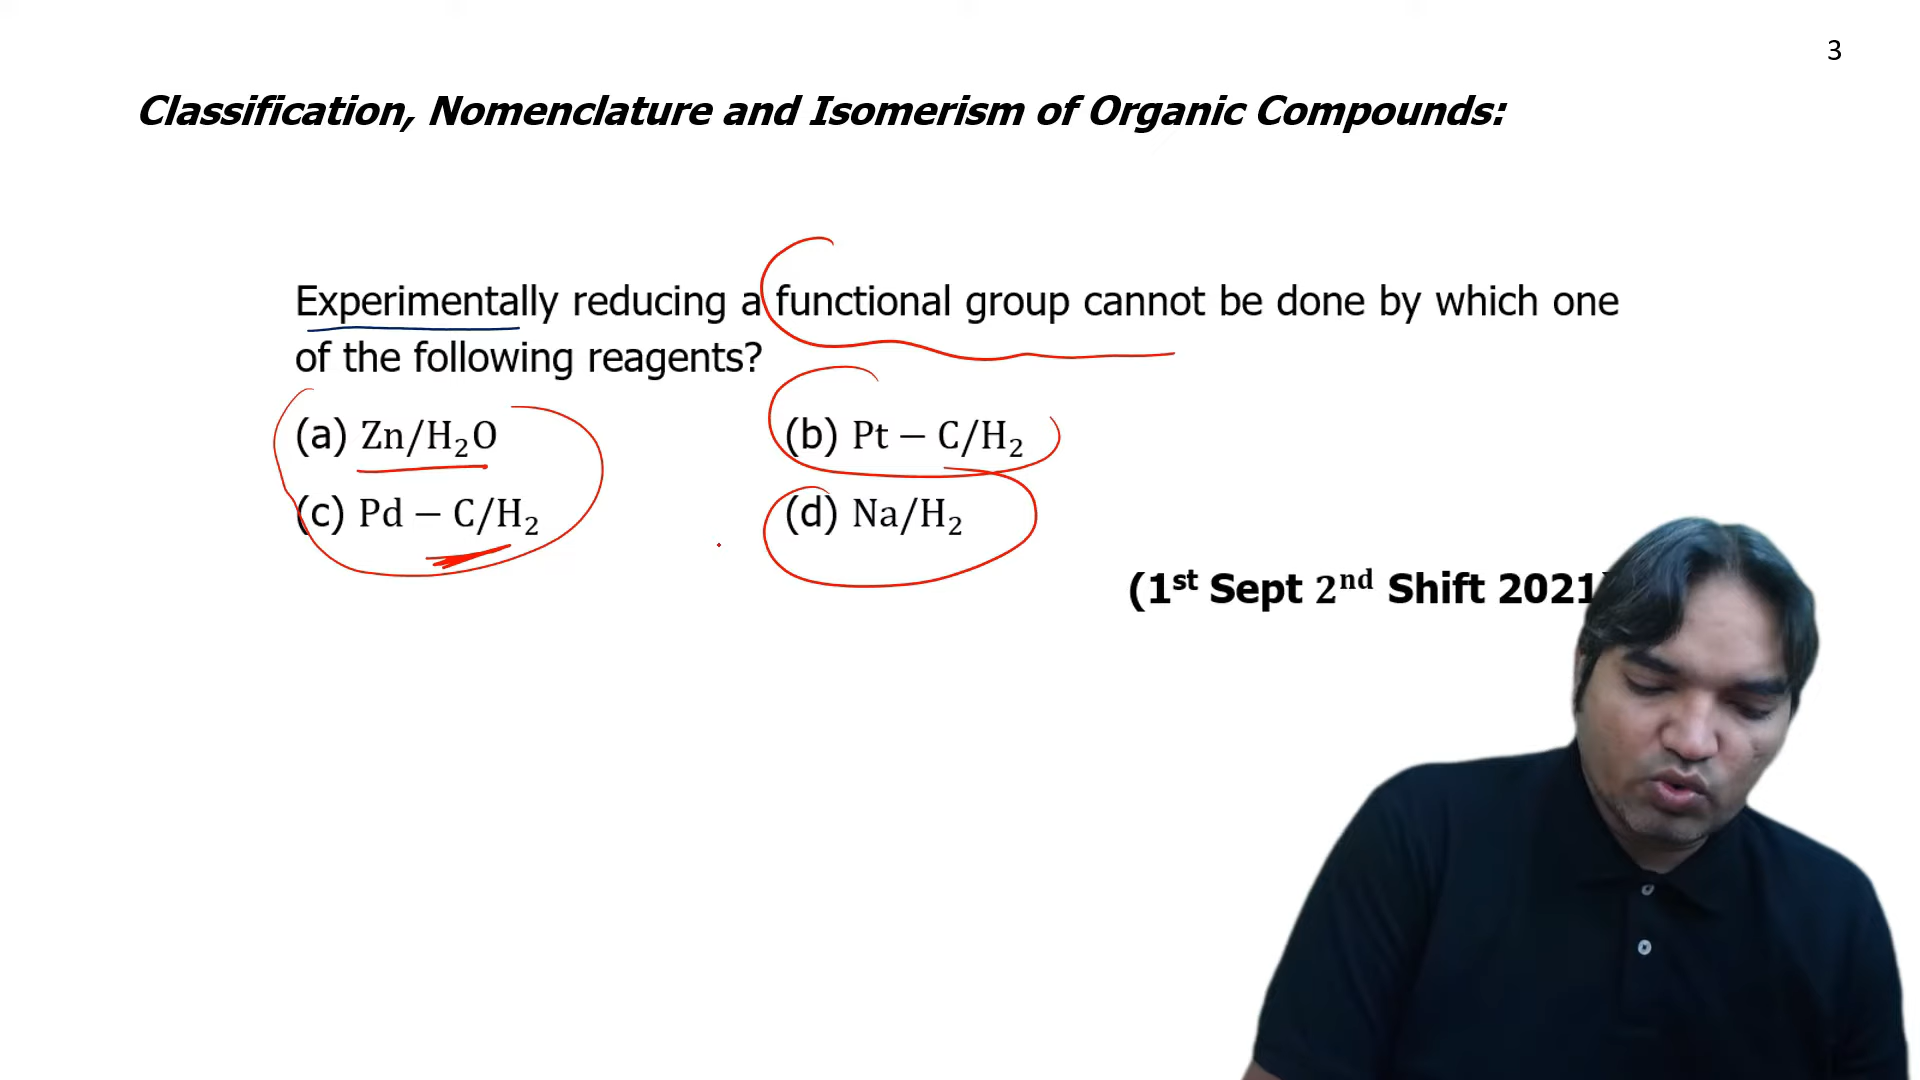 3
Classification, Nomenclature and Isomerism of Organic Compounds:
Experimentally reducing a functional group cannot be done by which one
of the following reagents?
(a) Zn/H₂O (b) Pt − C/H₂
(c) Pd − C/H₂ (d) Na/H₂
(1ˢᵗ Sept 2ⁿᵈ Shift 2021